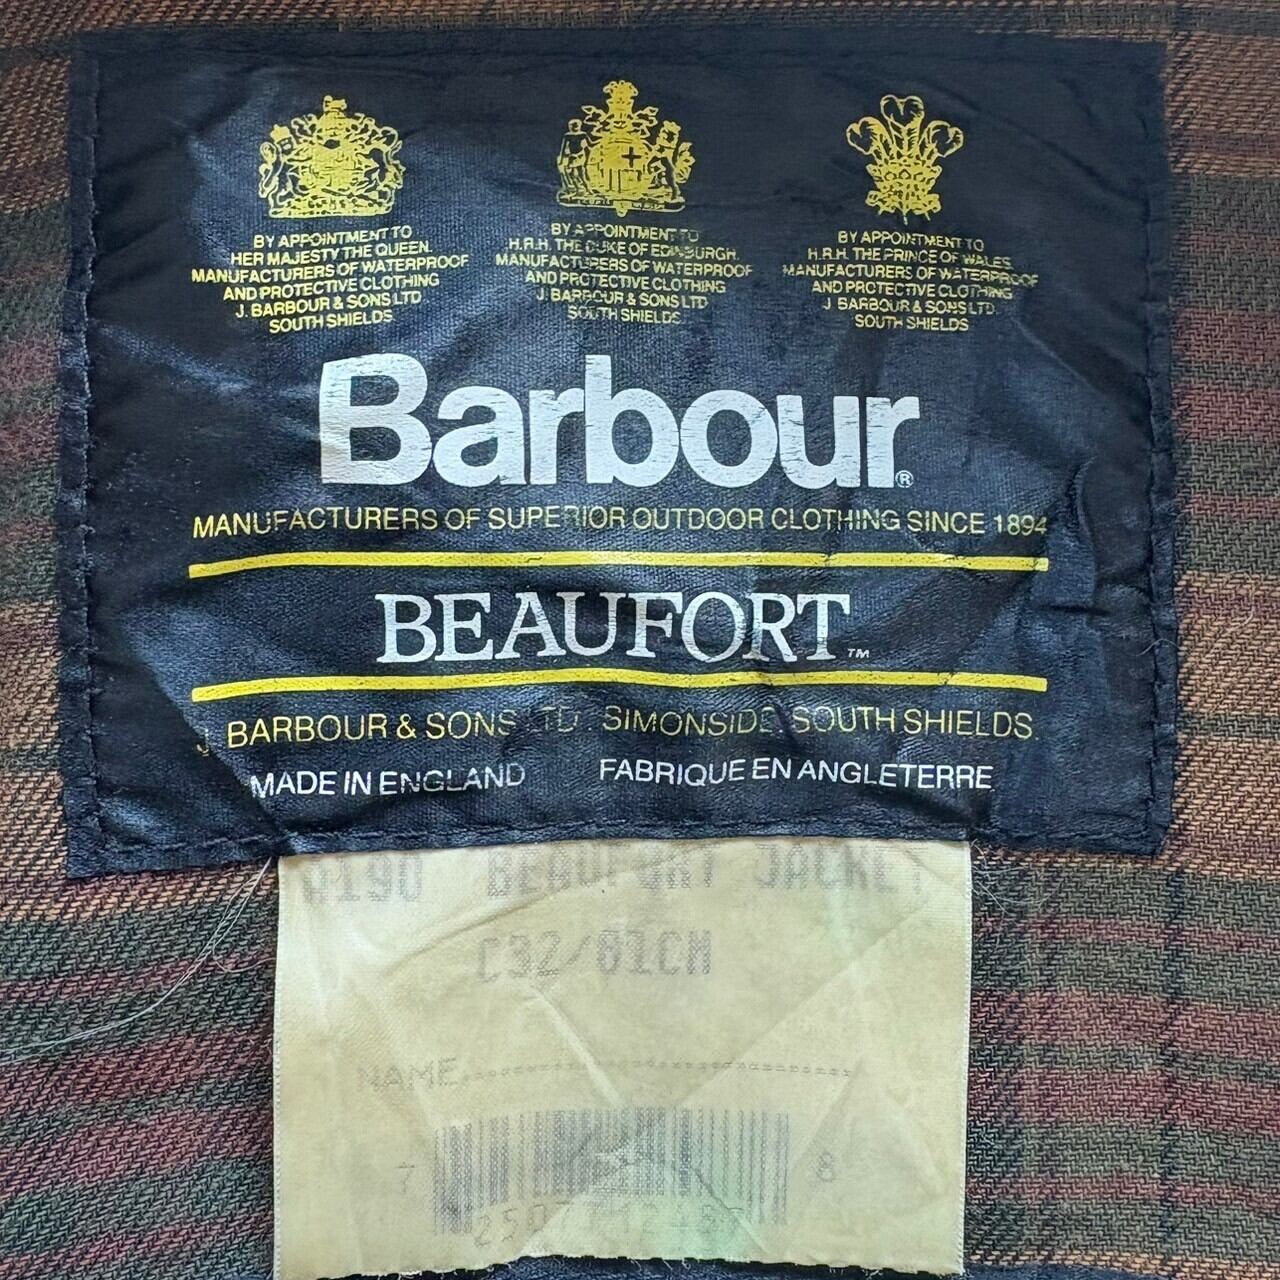 BY APPOINTMENT TO
HER MAJESTY THE QUEEN.
MANUFACTURERS OF WATERPROOF
AND PROTECTIVE CLOTHING
J. BARBOUR & SONS LTD
SOUTH SHIELDS
BY APPOINTMENT TO
H.R.H. THE DUKE OF EDINBURGH.
MANUFACTURERS OF WATERPROOF
AND PROTECTIVE CLOTHING
J. BARBOUR & SONS LTD
SOUTH SHIELDS.
BY APPOINTMENT TO
H.R.H. THE PRINCE OF WALES
MANUFACTURERS OF WATERPROOF
AND PROTECTIVE CLOTHING
J. BARBOUR & SONS LTD.
SOUTH SHIELDS
Barbour®
MANUFACTURERS OF SUPERIOR OUTDOOR CLOTHING SINCE 1894
BEAUFORT™
J. BARBOUR & SONS LTD. SIMONSIDE, SOUTH SHIELDS.
MADE IN ENGLAND FABRIQUE EN ANGLETERRE
BEAUFORT JACKET
C32/81CM
NAME
7 8